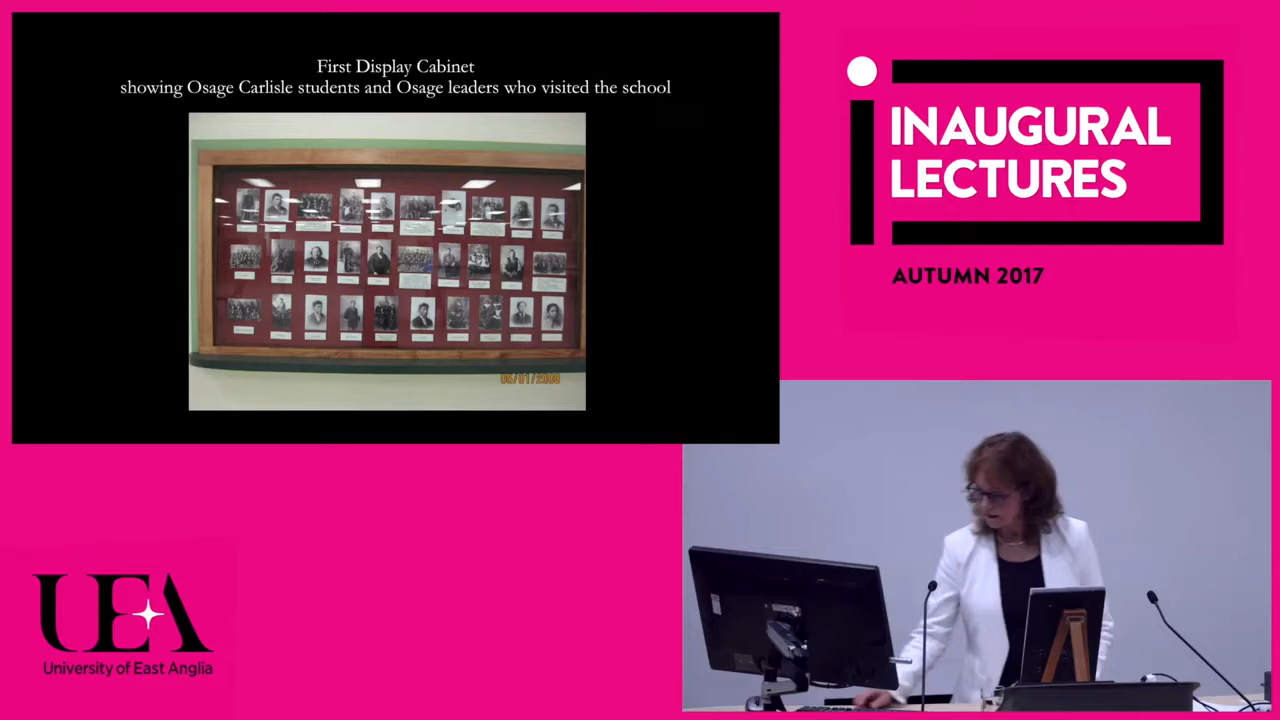 First Display Cabinet
showing Osage Carlisle students and Osage leaders who visited the school
INAUGURAL
LECTURES
AUTUMN 2017
UEA
University of East Anglia